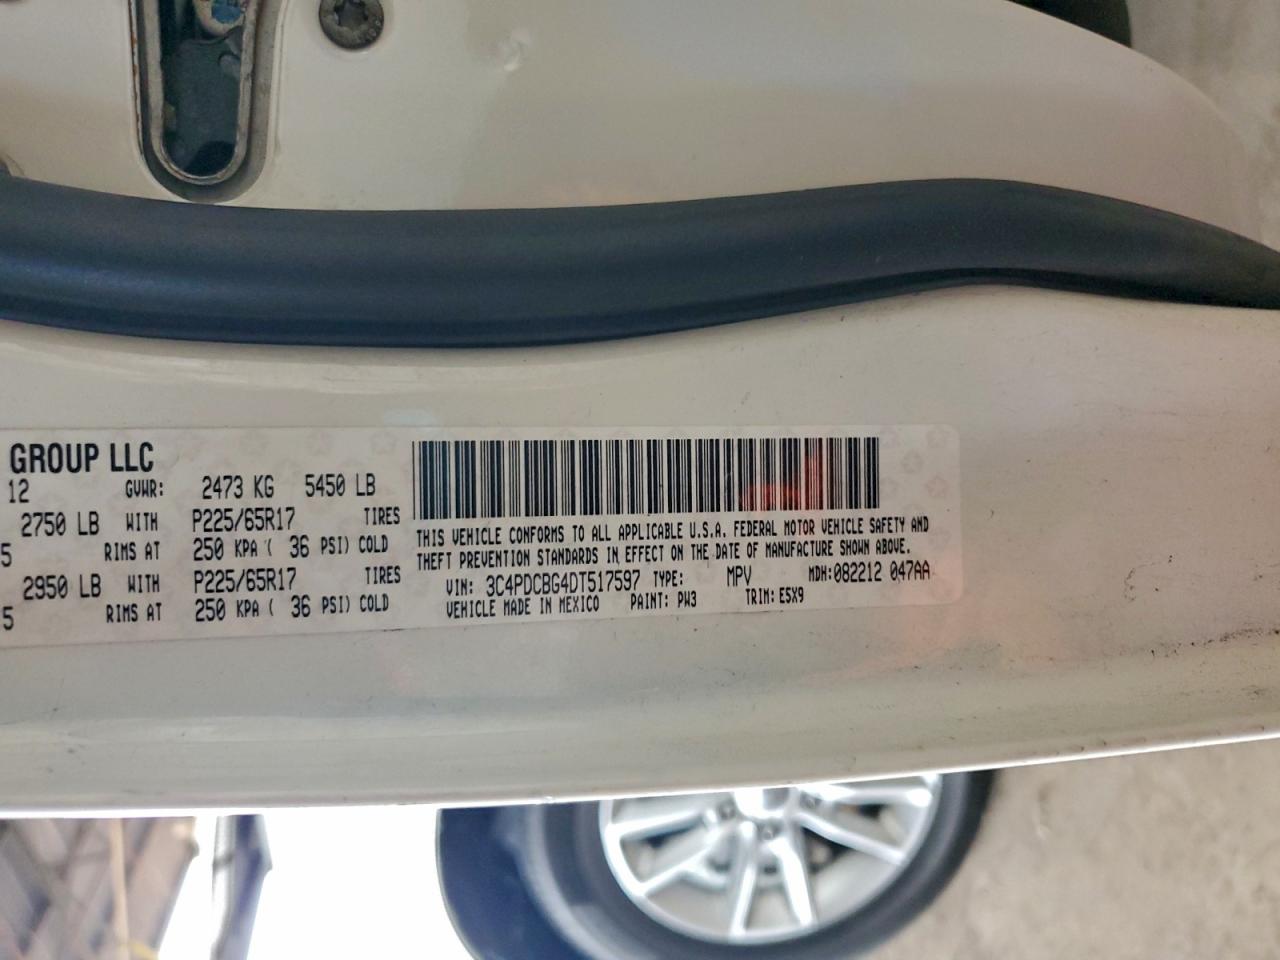 GROUP LLC
12 GVWR: 2473 KG 5450 LB
2750 LB WITH P225/65R17 TIRES
5 RIMS AT 250 KPA ( 36 PSI) COLD
2950 LB WITH P225/65R17 TIRES
5 RIMS AT 250 KPA ( 36 PSI) COLD
THIS VEHICLE CONFORMS TO ALL APPLICABLE U.S.A. FEDERAL MOTOR VEHICLE SAFETY AND
THEFT PREVENTION STANDARDS IN EFFECT ON THE DATE OF MANUFACTURE SHOWN ABOVE.
VIN: 3C4PDCBG4DT517597 TYPE: MPV MDH:082212 047AA
VEHICLE MADE IN MEXICO PAINT: PW3 TRIM: E5X9